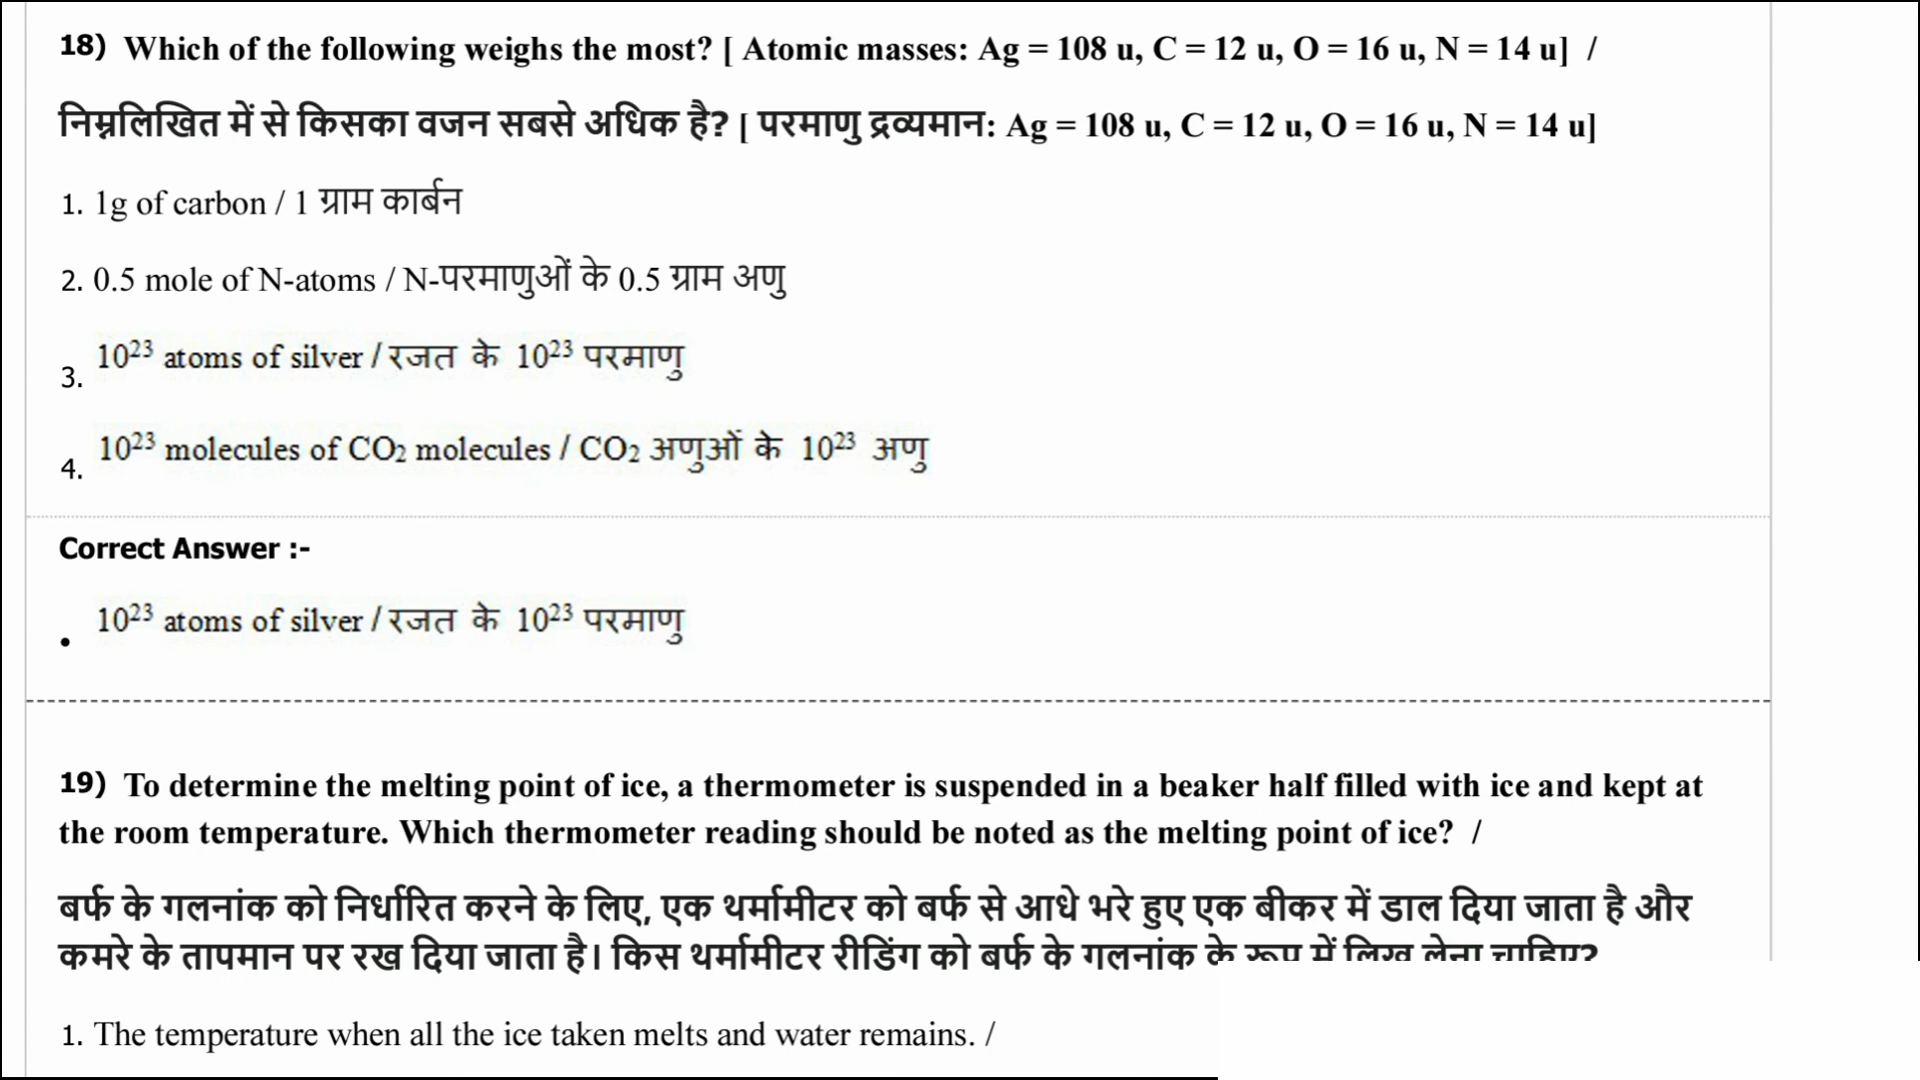 18) Which of the following weighs the most? [ Atomic masses: Ag = 108 u, C = 12 u, O = 16 u, N = 14 u] /
निम्नलिखित में से किसका वजन सबसे अधिक है? [ परमाणु द्रव्यमान: Ag = 108 u, C = 12 u, O = 16 u, N = 14 u]
1. 1g of carbon / 1 ग्राम कार्बन
2. 0.5 mole of N-atoms / N-परमाणुओं के 0.5 ग्राम अणु
3. 10²³ atoms of silver / रजत के 10²³ परमाणु
4. 10²³ molecules of CO₂ molecules / CO₂ अणुओं के 10²³ अणु
Correct Answer :-
• 10²³ atoms of silver / रजत के 10²³ परमाणु
19) To determine the melting point of ice, a thermometer is suspended in a beaker half filled with ice and kept at
the room temperature. Which thermometer reading should be noted as the melting point of ice? /
बर्फ के गलनांक को निर्धारित करने के लिए, एक थर्मामीटर को बर्फ से आधे भरे हुए एक बीकर में डाल दिया जाता है और
कमरे के तापमान पर रख दिया जाता है। किस थर्मामीटर रीडिंग को बर्फ के गलनांक के रूप में लिख लेना चाहिए?
1. The temperature when all the ice taken melts and water remains. /